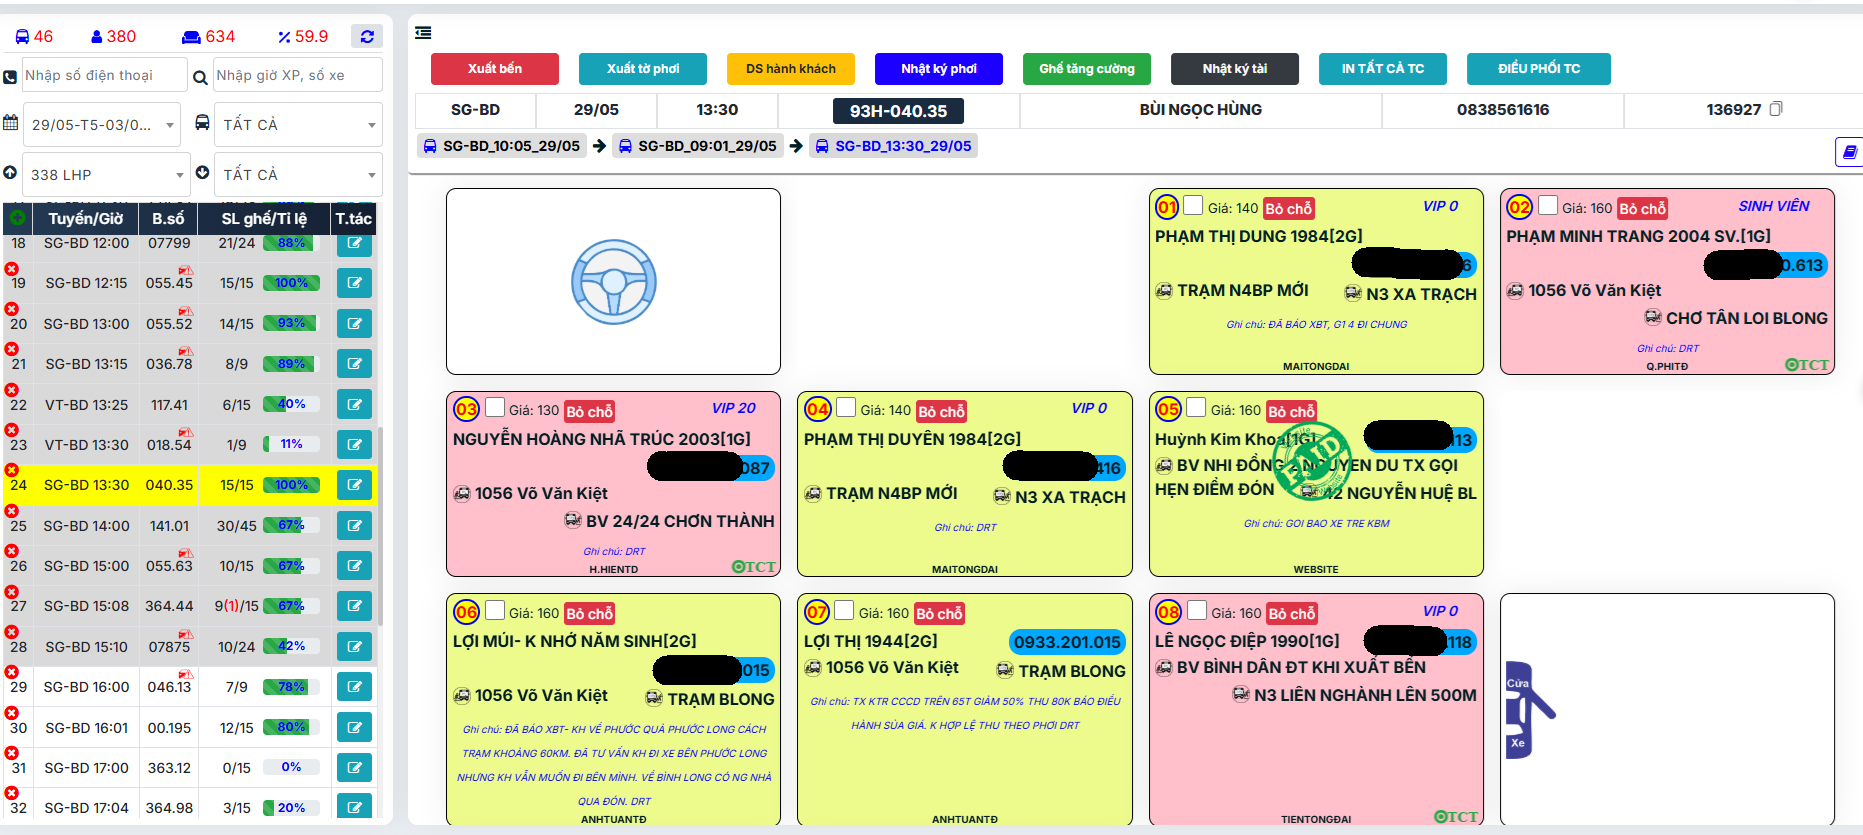 46 380 634 59.9
Nhập số điện thoại Nhập giờ XP, số xe
29/05-T5-03/0... TẤT CẢ
338 LHP TẤT CẢ
Tuyến/Giờ B.số SL ghế/Tỉ lệ T.tác
18 SG-BD 12:00 07799 21/24 88%
19 SG-BD 12:15 055.45 15/15 100%
20 SG-BD 13:00 055.52 14/15 93%
21 SG-BD 13:15 036.78 8/9 89%
22 VT-BD 13:25 117.41 6/15 40%
23 VT-BD 13:30 018.54 1/9 11%
24 SG-BD 13:30 040.35 15/15 100%
25 SG-BD 14:00 141.01 30/45 67%
26 SG-BD 15:00 055.63 10/15 67%
27 SG-BD 15:08 364.44 9(1)/15 67%
28 SG-BD 15:10 07875 10/24 42%
29 SG-BD 16:00 046.13 7/9 78%
30 SG-BD 16:01 00.195 12/15 80%
31 SG-BD 17:00 363.12 0/15 0%
32 SG-BD 17:04 364.98 3/15 20%
Xuất bến Xuất tờ phơi DS hành khách Nhật ký phơi Ghế tăng cường Nhật ký tài IN TẤT CẢ TC ĐIỀU PHỐI TC
SG-BD 29/05 13:30 93H-040.35 BÙI NGỌC HÙNG 0838561616 136927
SG-BD_10:05_29/05 SG-BD_09:01_29/05 SG-BD_13:30_29/05
01 Giá: 140 Bỏ chỗ VIP 0
PHẠM THỊ DUNG 1984[2G]
6
TRẠM N4BP MỚI N3 XA TRẠCH
Ghi chú: ĐÃ BÁO XBT, G1 4 ĐI CHUNG
MAITONGDAI
02 Giá: 160 Bỏ chỗ SINH VIÊN
PHẠM MINH TRANG 2004 SV.[1G]
0.613
1056 Võ Văn Kiệt
CHƠ TÂN LOI BLONG
Ghi chú: DRT
Q.PHITĐ TCT
03 Giá: 130 Bỏ chỗ VIP 20
NGUYỄN HOÀNG NHÃ TRÚC 2003[1G]
087
1056 Võ Văn Kiệt
BV 24/24 CHƠN THÀNH
Ghi chú: DRT
H.HIENTD TCT
04 Giá: 140 Bỏ chỗ VIP 0
PHẠM THỊ DUYÊN 1984[2G]
416
TRẠM N4BP MỚI N3 XA TRẠCH
Ghi chú: DRT
MAITONGDAI
05 Giá: 160 Bỏ chỗ
Huỳnh Kim Khoa[1G]
13
BV NHI ĐỒNG 2 NGUYEN DU TX GỌI
HẸN ĐIỂM ĐÓN 42 NGUYỄN HUỆ BL
PAID
Ghi chú: GOI BAO XE TRE KBM
WEBSITE
06 Giá: 160 Bỏ chỗ
LỢI MÚI- K NHỚ NĂM SINH[2G]
015
1056 Võ Văn Kiệt TRẠM BLONG
Ghi chú: ĐÃ BÁO XBT- KH VỀ PHƯỚC QUẢ PHƯỚC LONG CÁCH
TRẠM KHOẢNG 60KM. ĐÃ TƯ VẤN KH ĐI XE BÊN PHƯỚC LONG
NHƯNG KH VẪN MUỐN ĐI BÊN MÌNH. VỀ BÌNH LONG CÓ NG NHÀ
QUA ĐÓN. DRT
ANHTUANTĐ
07 Giá: 160 Bỏ chỗ
LỢI THỊ 1944[2G]
0933.201.015
1056 Võ Văn Kiệt TRẠM BLONG
Ghi chú: TX KTR CCCD TRÊN 65T GIẢM 50% THU 80K BÁO ĐIỀU
HÀNH SỬA GIÁ. K HỢP LỆ THU THEO PHƠI DRT
ANHTUANTĐ
08 Giá: 160 Bỏ chỗ VIP 0
LÊ NGỌC ĐIỆP 1990[1G]
118
BV BÌNH DÂN ĐT KHI XUẤT BẾN
N3 LIÊN NGHÀNH LÊN 500M
TIENTONGĐAI TCT
Cửa
Xe